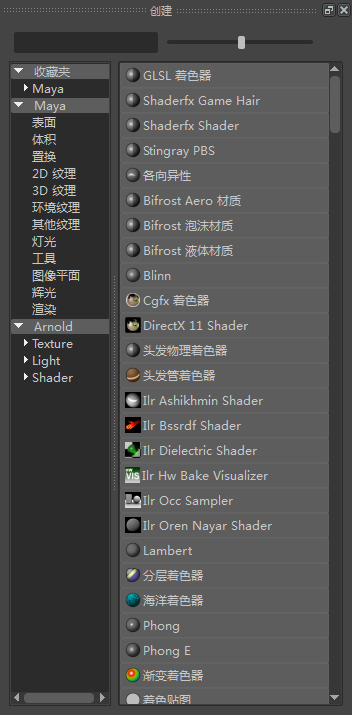 创建
收藏夹
Maya
Maya
表面
体积
置换
2D 纹理
3D 纹理
环境纹理
其他纹理
灯光
工具
图像平面
辉光
渲染
Arnold
Texture
Light
Shader
GLSL 着色器
Shaderfx Game Hair
Shaderfx Shader
Stingray PBS
各向异性
Bifrost Aero 材质
Bifrost 泡沫材质
Bifrost 液体材质
Blinn
Cgfx 着色器
DirectX 11 Shader
头发物理着色器
头发管着色器
Ilr Ashikhmin Shader
Ilr Bssrdf Shader
Ilr Dielectric Shader
VIS
Ilr Hw Bake Visualizer
Ilr Occ Sampler
Ilr Oren Nayar Shader
Lambert
分层着色器
海洋着色器
Phong
Phong E
渐变着色器
着色贴图